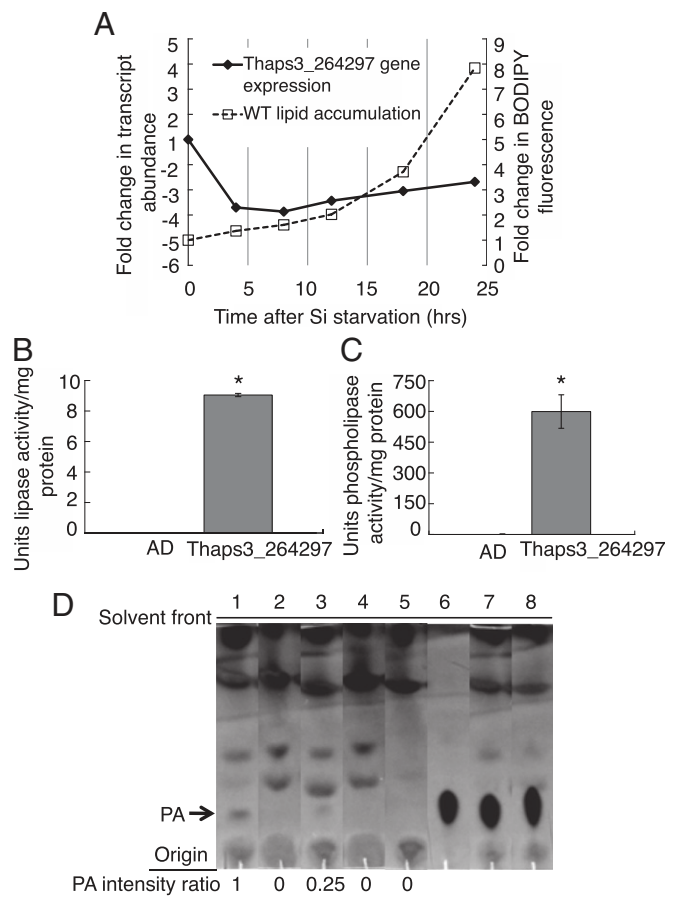 A
Fold change in transcript
abundance
5
4
3
2
1
-2
-3
-4
-5
-6
Thaps3_264297 gene
expression
WT lipid accumulation
9
8
7
6
5
4
3
2
1
0
Fold change in BODIPY
fluorescence
0 5 10 15 20 25
Time after Si starvation (hrs)
B
Units lipase activity/mg
protein
10
8
6
4
2
0
*
AD Thaps3_264297
C
Units phospholipase
activity/mg protein
750
600
450
300
150
0
*
AD Thaps3_264297
D
1 2 3 4 5 6 7 8
Solvent front
PA
Origin
PA intensity ratio 1 0 0.25 0 0